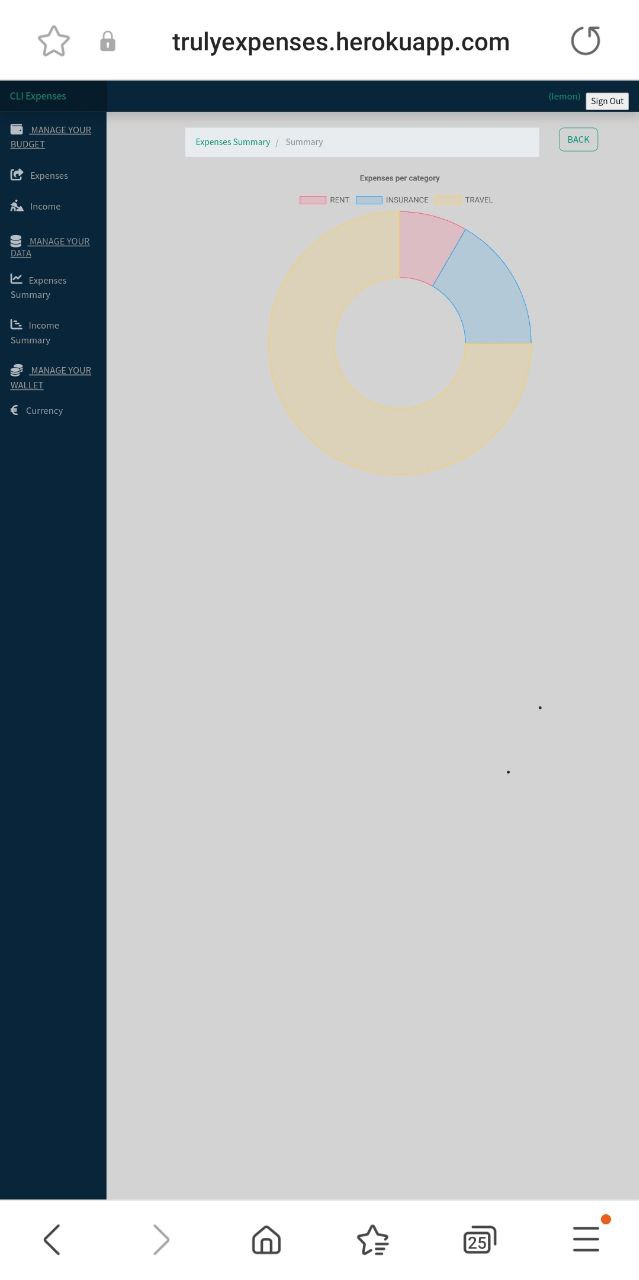 trulyexpenses.herokuapp.com
CLI Expenses
(lemon)
Sign Out
MANAGE YOUR
BUDGET
Expenses
Income
MANAGE YOUR
DATA
Expenses
Summary
Income
Summary
MANAGE YOUR
WALLET
€ Currency
Expenses Summary / Summary
BACK
Expenses per category
RENT INSURANCE TRAVEL
25